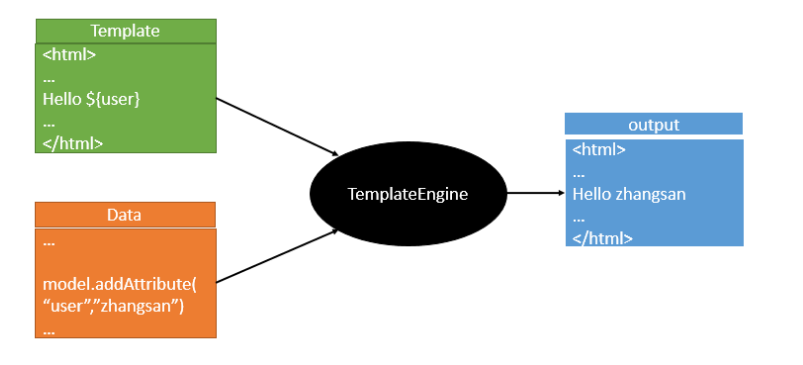 Template
<html>
...
Hello ${user}
...
</html>
Data
...
model.addAttribute(
“user”,”zhangsan”)
...
TemplateEngine
output
<html>
...
Hello zhangsan
...
</html>